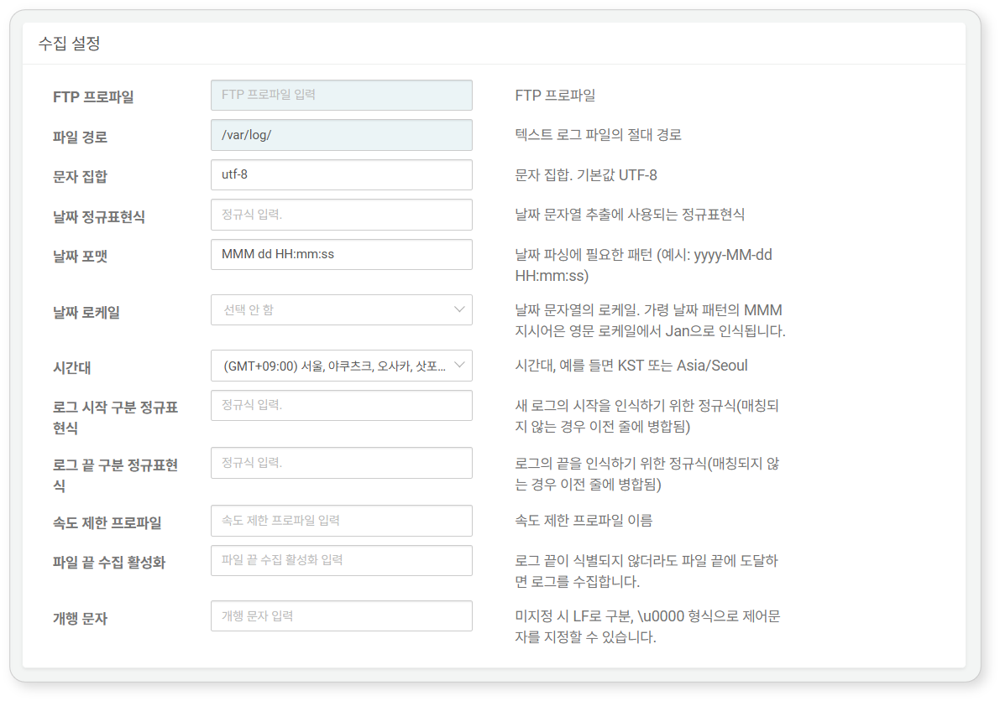 수집 설정
FTP 프로파일
FTP 프로파일 입력
FTP 프로파일
파일 경로
/var/log/
텍스트 로그 파일의 절대 경로
문자 집합
utf-8
문자 집합. 기본값 UTF-8
날짜 정규표현식
정규식 입력.
날짜 문자열 추출에 사용되는 정규표현식
날짜 포맷
MMM dd HH:mm:ss
날짜 파싱에 필요한 패턴 (예시: yyyy-MM-dd
HH:mm:ss)
날짜 로케일
선택 안 함
날짜 문자열의 로케일. 가령 날짜 패턴의 MMM
지시어은 영문 로케일에서 Jan으로 인식됩니다.
시간대
(GMT+09:00) 서울, 야쿠츠크, 오사카, 삿포...
시간대, 예를 들면 KST 또는 Asia/Seoul
로그 시작 구분 정규표
현식
정규식 입력.
새 로그의 시작을 인식하기 위한 정규식(매칭되
지 않는 경우 이전 줄에 병합됨)
로그 끝 구분 정규표현
식
정규식 입력.
로그의 끝을 인식하기 위한 정규식(매칭되지 않
는 경우 이전 줄에 병합됨)
속도 제한 프로파일
속도 제한 프로파일 입력
속도 제한 프로파일 이름
파일 끝 수집 활성화
파일 끝 수집 활성화 입력
로그 끝이 식별되지 않더라도 파일 끝에 도달하
면 로그를 수집합니다.
개행 문자
개행 문자 입력
미지정 시 LF로 구분, \u0000 형식으로 제어문
자를 지정할 수 있습니다.